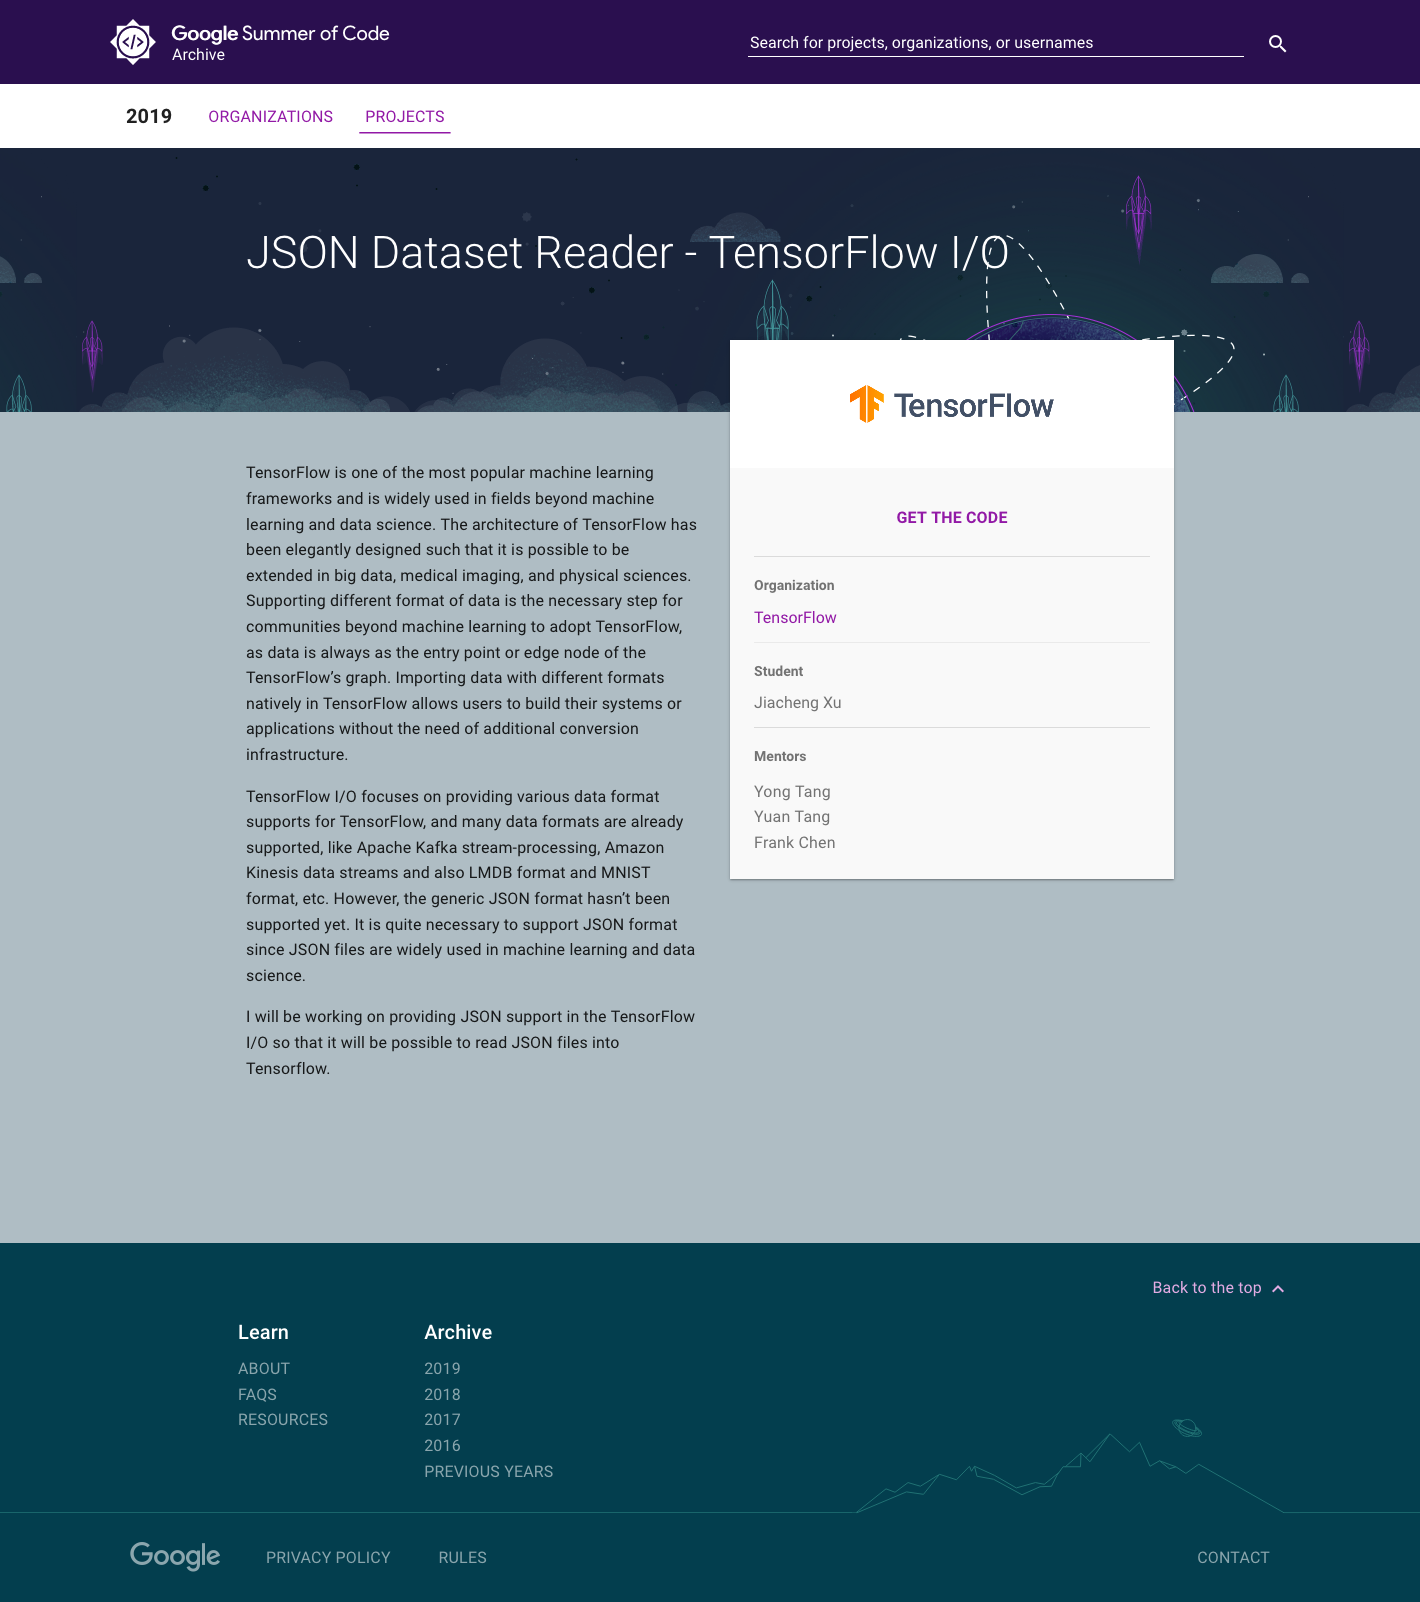 Google Summer of Code
Archive
Search for projects, organizations, or usernames
2019 ORGANIZATIONS PROJECTS
JSON Dataset Reader - TensorFlow I/O
TensorFlow is one of the most popular machine learning
frameworks and is widely used in fields beyond machine
learning and data science. The architecture of TensorFlow has
been elegantly designed such that it is possible to be
extended in big data, medical imaging, and physical sciences.
Supporting different format of data is the necessary step for
communities beyond machine learning to adopt TensorFlow,
as data is always as the entry point or edge node of the
TensorFlow’s graph. Importing data with different formats
natively in TensorFlow allows users to build their systems or
applications without the need of additional conversion
infrastructure.
TensorFlow I/O focuses on providing various data format
supports for TensorFlow, and many data formats are already
supported, like Apache Kafka stream-processing, Amazon
Kinesis data streams and also LMDB format and MNIST
format, etc. However, the generic JSON format hasn’t been
supported yet. It is quite necessary to support JSON format
since JSON files are widely used in machine learning and data
science.
I will be working on providing JSON support in the TensorFlow
I/O so that it will be possible to read JSON files into
Tensorflow.
TensorFlow
GET THE CODE
Organization
TensorFlow
Student
Jiacheng Xu
Mentors
Yong Tang
Yuan Tang
Frank Chen
Back to the top
Learn
ABOUT
FAQS
RESOURCES
Archive
2019
2018
2017
2016
PREVIOUS YEARS
Google PRIVACY POLICY RULES CONTACT